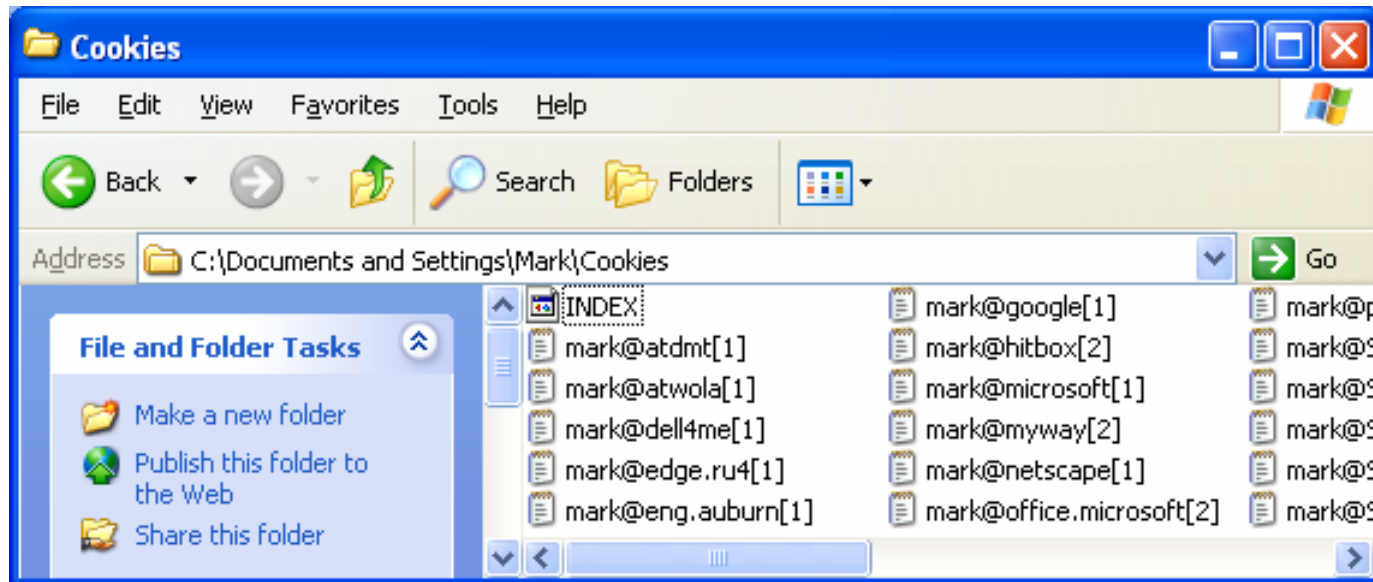 Cookies
File Edit View Favorites Tools Help
Back Search Folders
Address C:\Documents and Settings\Mark\Cookies Go
File and Folder Tasks
Make a new folder
Publish this folder to
the Web
Share this folder
INDEX mark@google[1]
mark@atdmt[1] mark@hitbox[2]
mark@atwola[1] mark@microsoft[1]
mark@dell4me[1] mark@myway[2]
mark@edge.ru4[1] mark@netscape[1]
mark@eng.auburn[1] mark@office.microsoft[2]